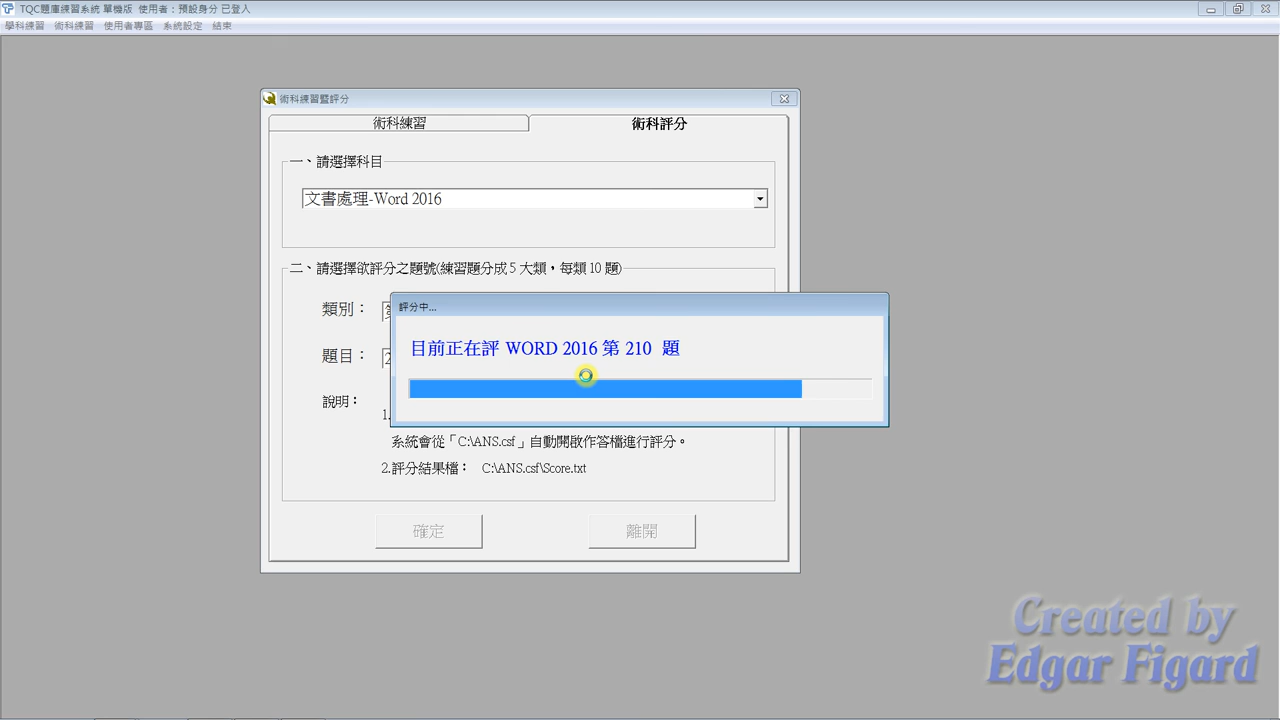 TQC題庫練習系統 單機版 使用者：預設身分 已登入
學科練習 術科練習 使用者專區 系統設定 結束
術科練習暨評分
術科練習 術科評分
一、請選擇科目
文書處理-Word 2016
二、請選擇欲評分之題號(練習題分成 5 大類，每類 10 題)
類別：
評分中...
目前正在評 WORD 2016 第 210 題
題目：
說明：
1.
系統會從「C:\ANS.csf」自動開啟作答檔進行評分。
2.評分結果檔： C:\ANS.csf\Score.txt
確定 離開
Created by
Edgar Figard